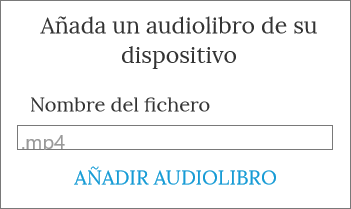 Añada un audiolibro de su
dispositivo
Nombre del fichero
.mp4
AÑADIR AUDIOLIBRO